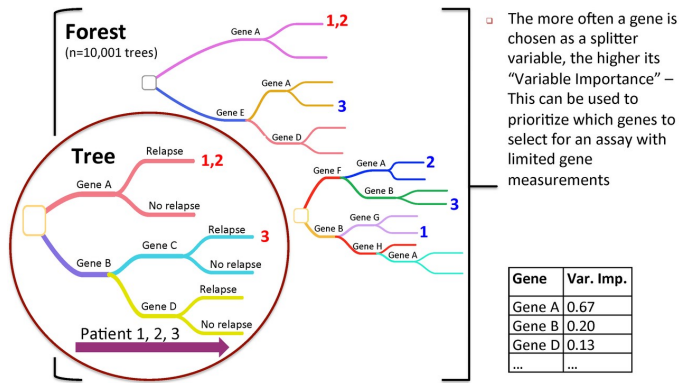 Forest
(n=10,001 trees)
Gene A
1,2
Gene E
Gene A
3
Gene D
Tree
Relapse
1,2
Gene A
No relapse
Relapse
3
Gene C
Gene B
No relapse
Relapse
Gene D
No relapse
Patient 1, 2, 3
Gene F
Gene A
2
Gene B
3
Gene G
Gene B
1
Gene H
Gene A
The more often a gene is
chosen as a splitter
variable, the higher its
“Variable Importance” –
This can be used to
prioritize which genes to
select for an assay with
limited gene
measurements
Gene Var. Imp.
Gene A 0.67
Gene B 0.20
Gene D 0.13
... ...